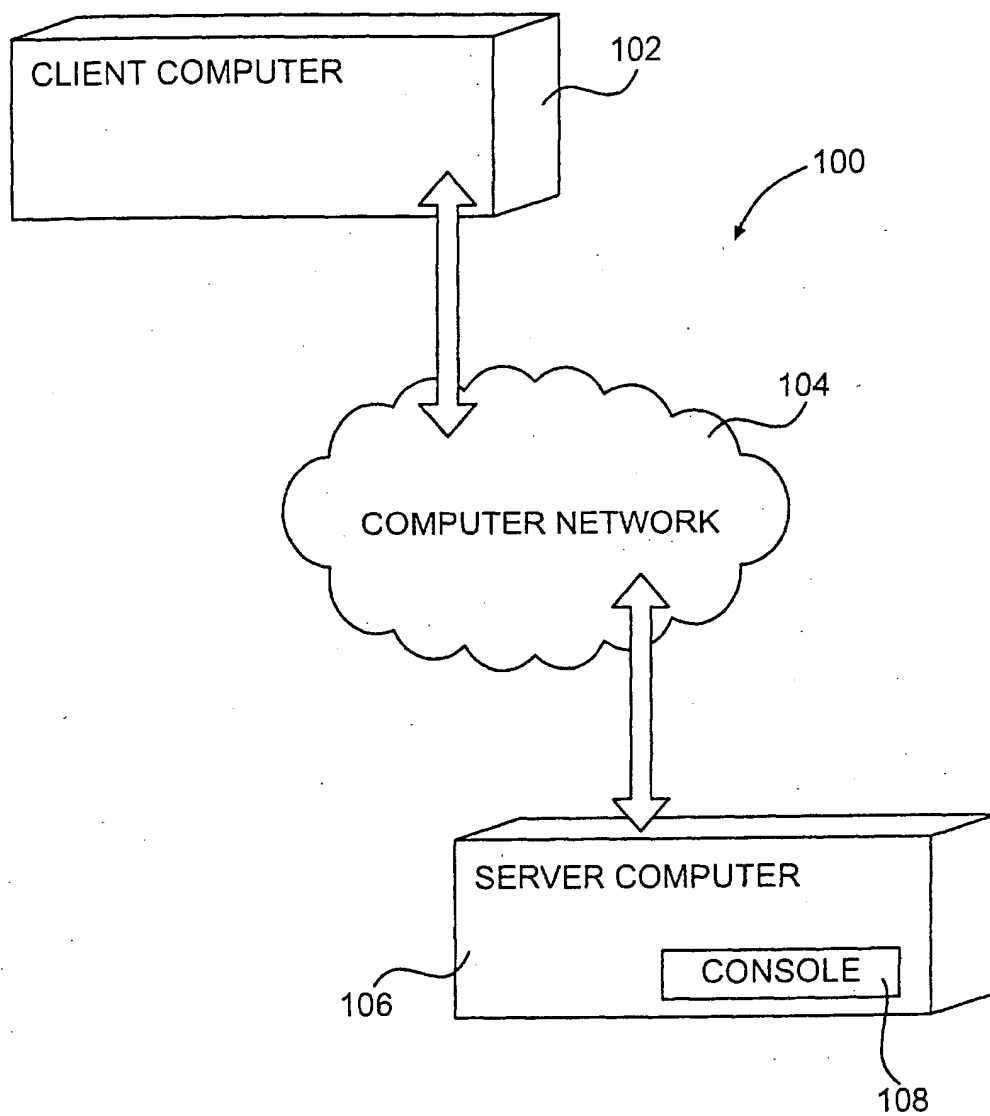 CLIENT COMPUTER
102
100
104
COMPUTER NETWORK
SERVER COMPUTER
CONSOLE
106
108